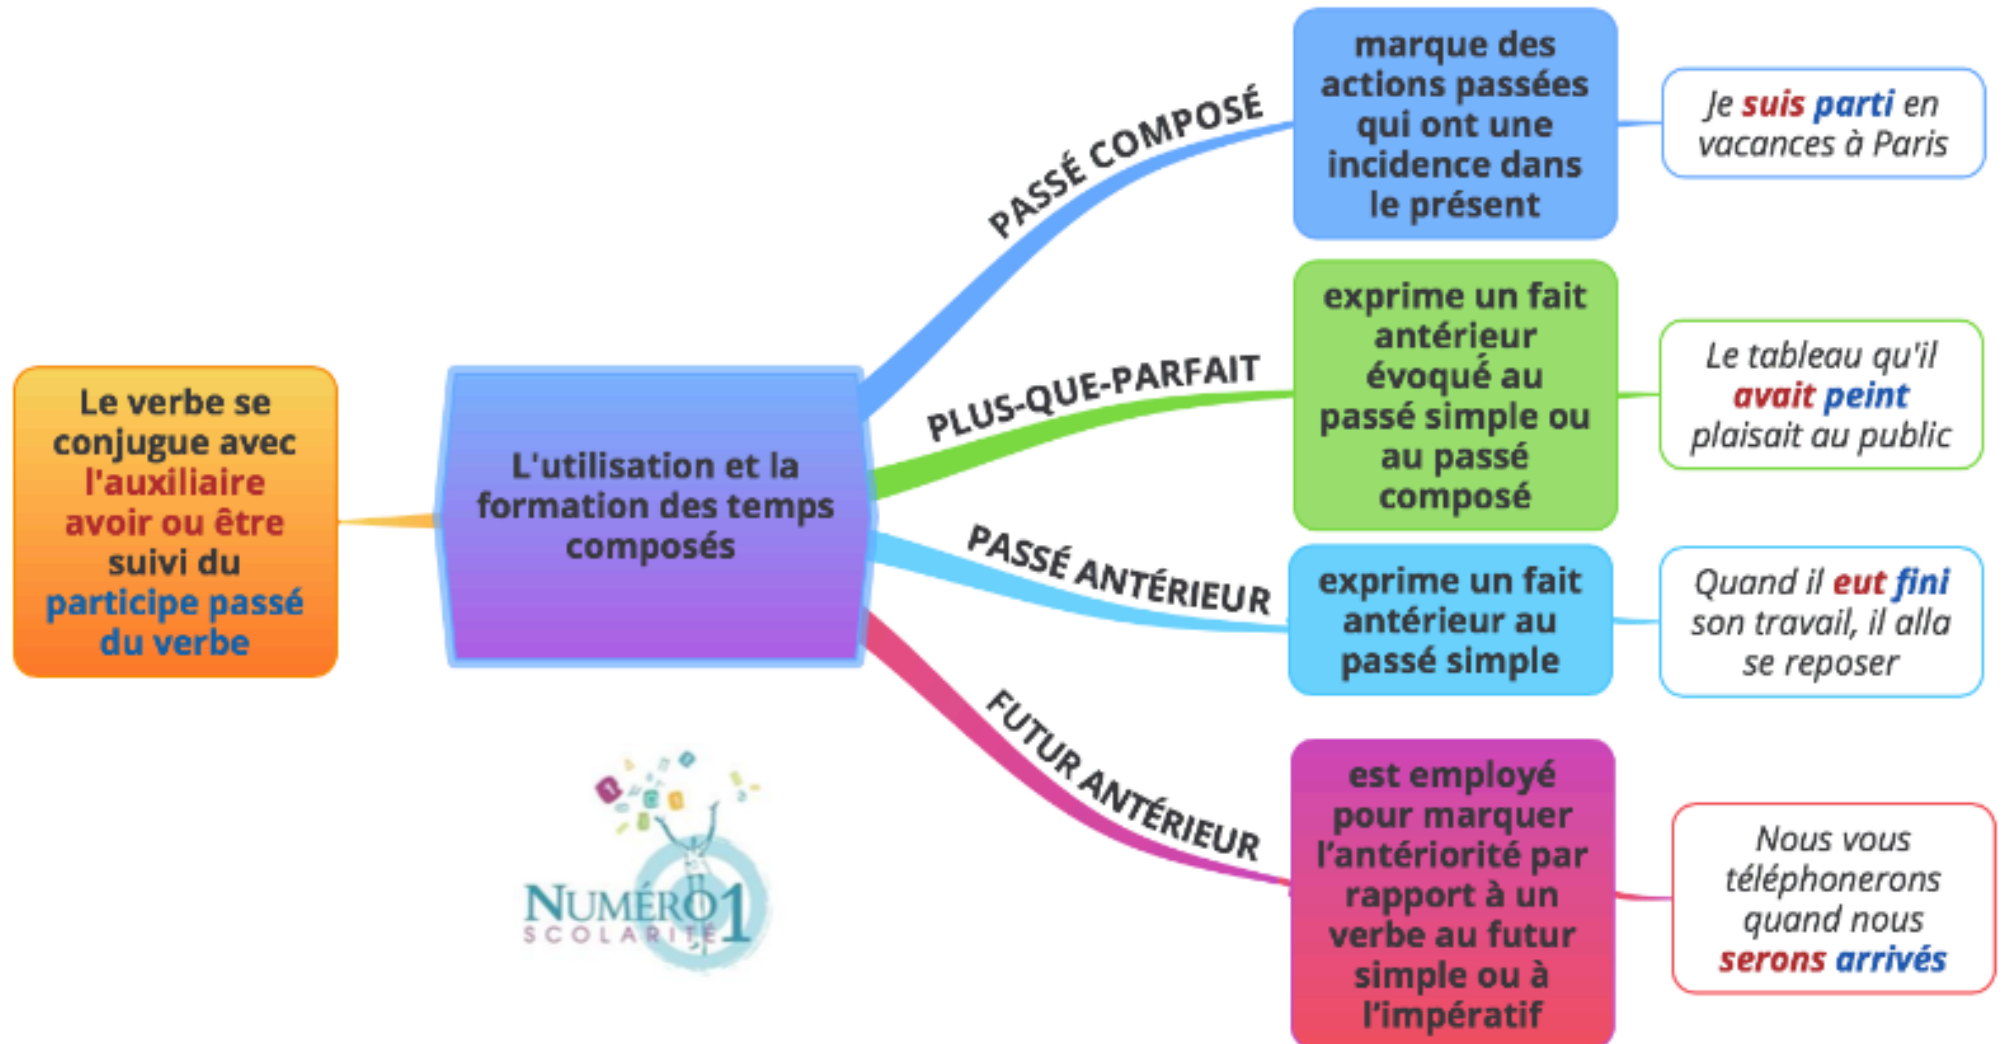 Le verbe se
conjugue avec
l'auxiliaire
avoir ou être
suivi du
participe passé
du verbe
L'utilisation et la
formation des temps
composés
PASSÉ COMPOSÉ
marque des
actions passées
qui ont une
incidence dans
le présent
Je suis parti en
vacances à Paris
PLUS-QUE-PARFAIT
exprime un fait
antérieur
évoqué au
passé simple ou
au passé
composé
Le tableau qu'il
avait peint
plaisait au public
PASSÉ ANTÉRIEUR
exprime un fait
antérieur au
passé simple
Quand il eut fini
son travail, il alla
se reposer
FUTUR ANTÉRIEUR
est employé
pour marquer
l’antériorité par
rapport à un
verbe au futur
simple ou à
l’impératif
Nous vous
téléphonerons
quand nous
serons arrivés
NUMÉRO1
SCOLARITÉ